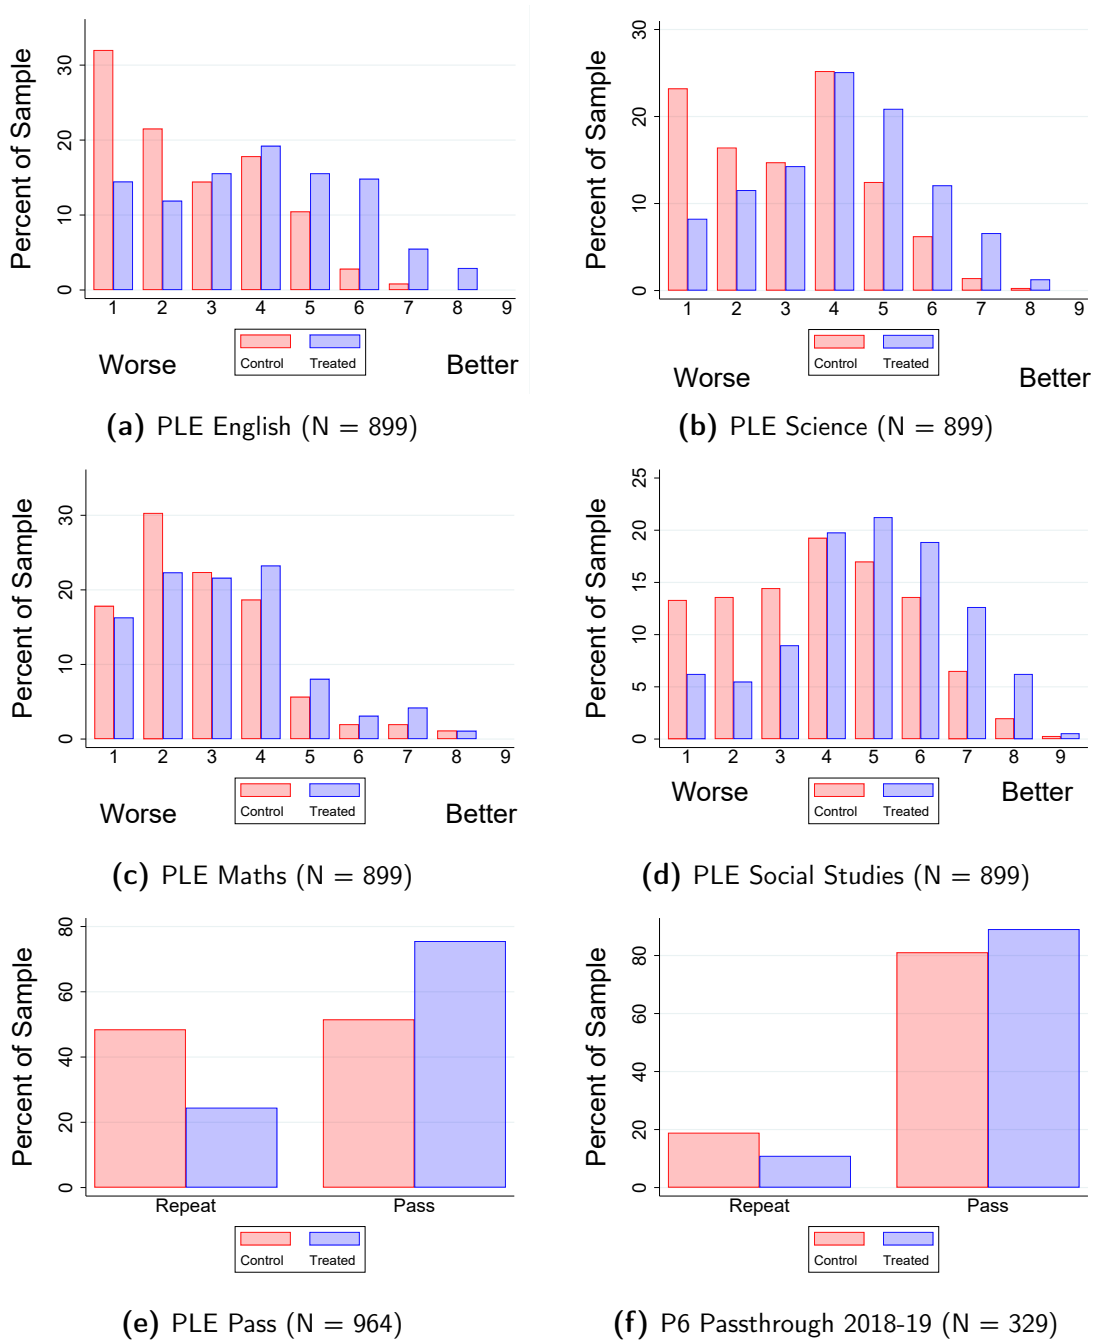 Percent of Sample
0 10 20 30
1 2 3 4 5 6 7 8 9
Control Treated
Worse Better
(a) PLE English (N = 899)
Percent of Sample
0 10 20 30
1 2 3 4 5 6 7 8 9
Control Treated
Worse Better
(b) PLE Science (N = 899)
Percent of Sample
0 10 20 30
1 2 3 4 5 6 7 8 9
Control Treated
Worse Better
(c) PLE Maths (N = 899)
Percent of Sample
0 5 10 15 20 25
1 2 3 4 5 6 7 8 9
Control Treated
Worse Better
(d) PLE Social Studies (N = 899)
Percent of Sample
0 20 40 60 80
Repeat Pass
Control Treated
(e) PLE Pass (N = 964)
Percent of Sample
0 20 40 60 80
Repeat Pass
Control Treated
(f) P6 Passthrough 2018-19 (N = 329)